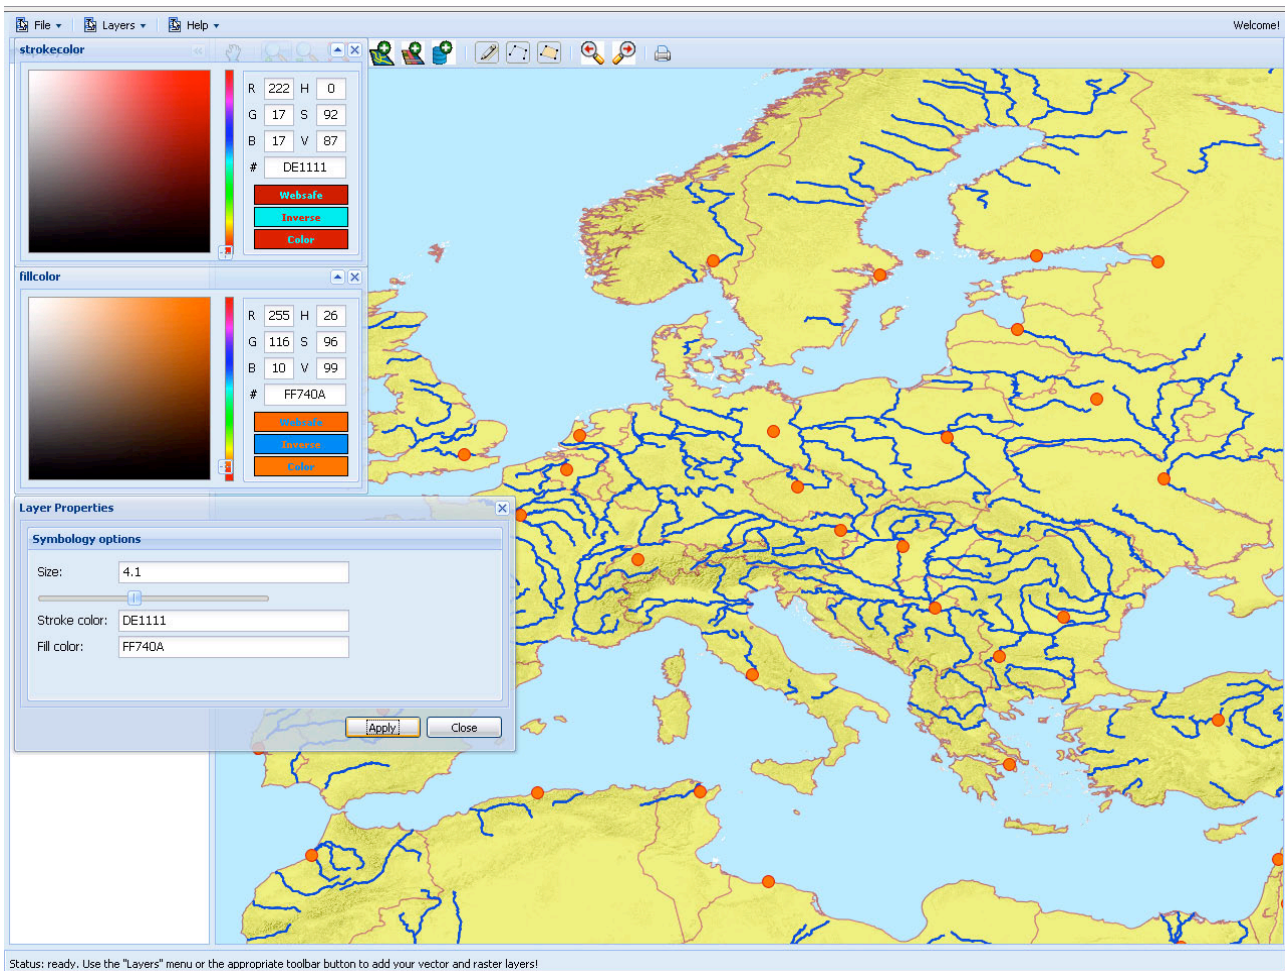 File Layers Help Welcome!
strokecolor
R 222 H 0
G 17 S 92
B 17 V 87
# DE1111
Websafe
Inverse
Color
fillcolor
R 255 H 26
G 116 S 96
B 10 V 99
# FF740A
Websafe
Inverse
Color
Layer Properties
Symbology options
Size: 4.1
Stroke color: DE1111
Fill color: FF740A
Apply Close
Status: ready. Use the "Layers" menu or the appropriate toolbar button to add your vector and raster layers!